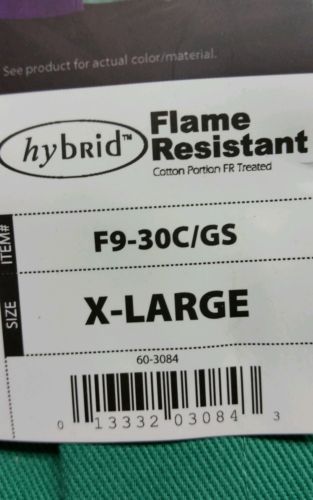 See product for actual color/material.
hybrid™
Flame
Resistant
Cotton Portion FR Treated
ITEM#
F9-30C/GS
SIZE
X-LARGE
60-3084
0 13332 03084 3